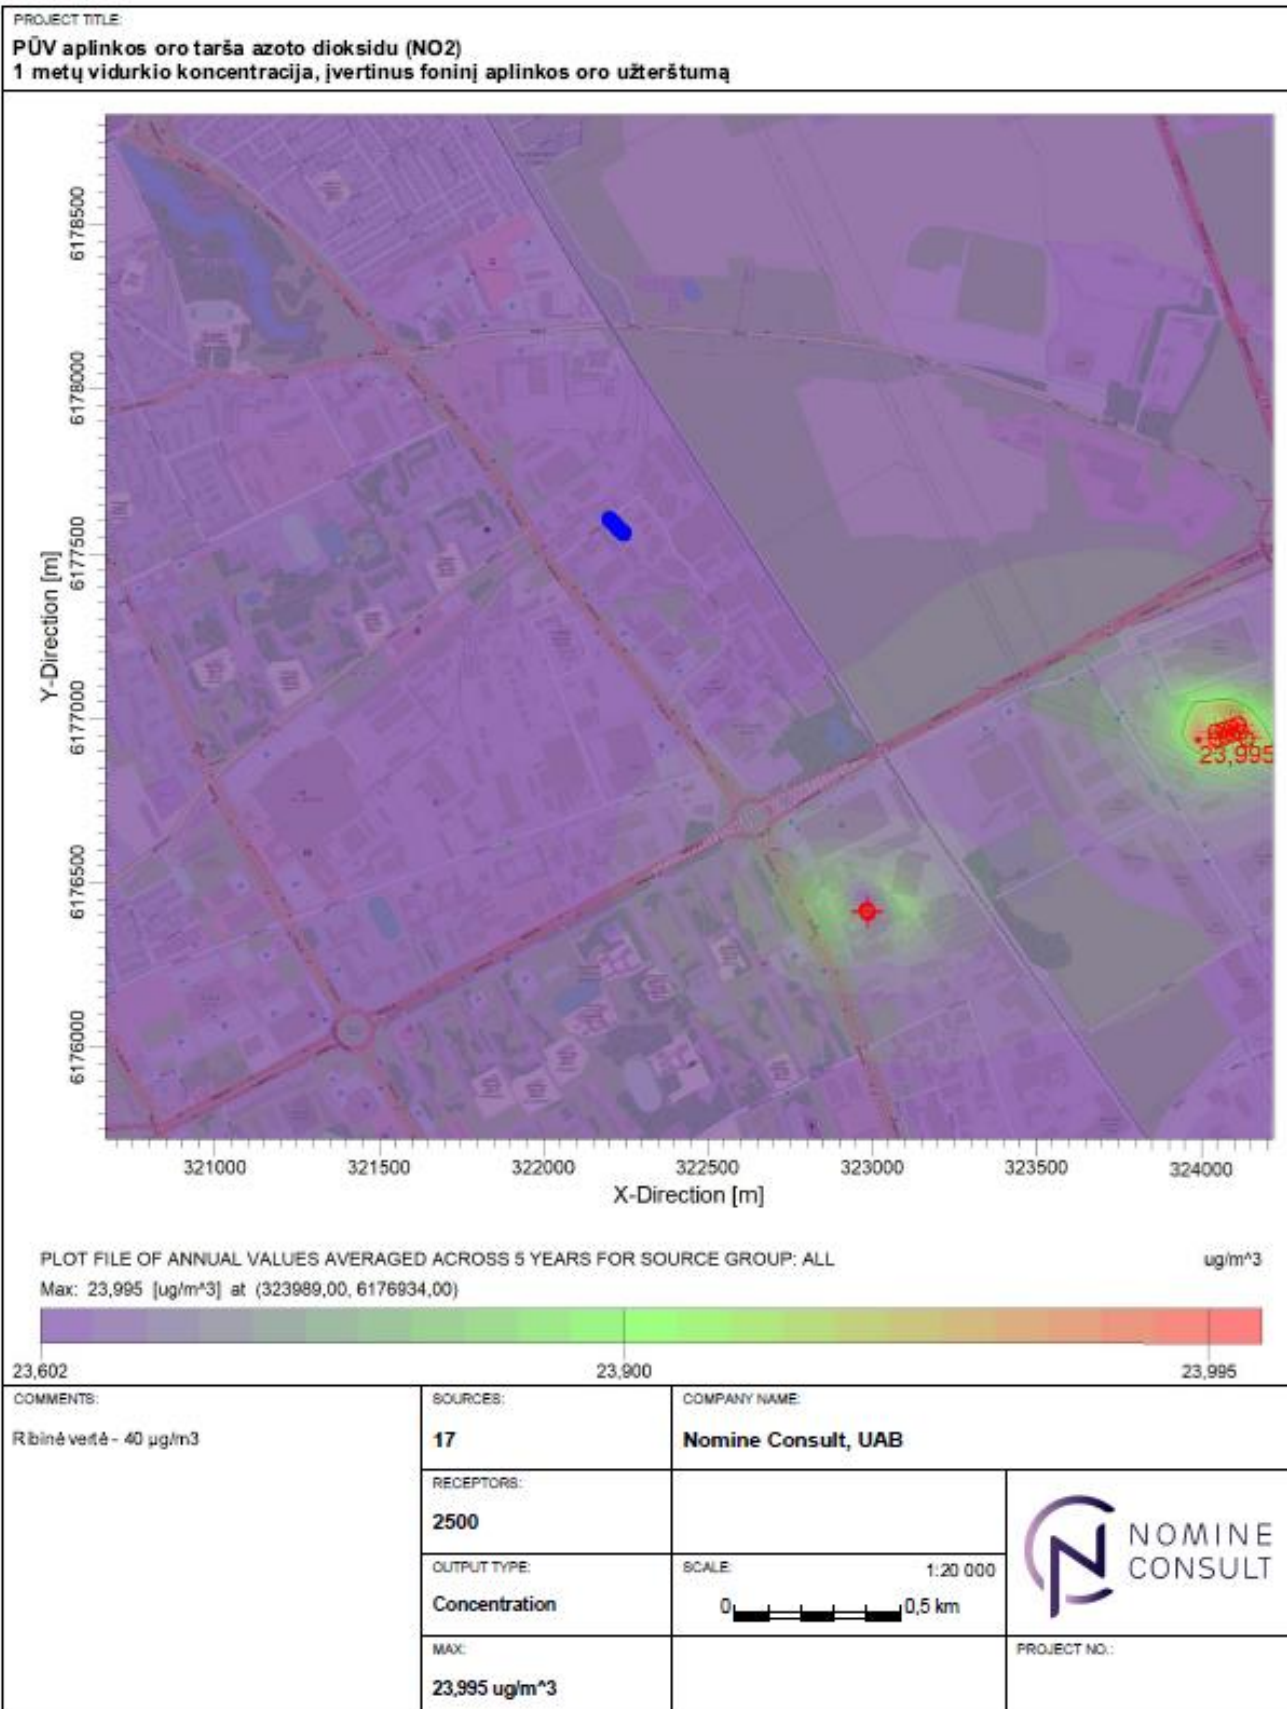 PROJECT TITLE:
PŪV aplinkos oro tarša azoto dioksidu (NO2)
1 metų vidurkio koncentracija, įvertinus foninį aplinkos oro užterštumą
Y-Direction [m]
6178500
6178000
6177500
6177000
6176500
6176000
23,995
321000 321500 322000 322500 323000 323500 324000
X-Direction [m]
PLOT FILE OF ANNUAL VALUES AVERAGED ACROSS 5 YEARS FOR SOURCE GROUP: ALL ug/m^3
Max: 23,995 [ug/m^3] at (323989,00, 6176934,00)
23,602 23,900 23,995
COMMENTS:
Ribinė vertė - 40 µg/m3
SOURCES:
17
COMPANY NAME:
Nomine Consult, UAB
RECEPTORS:
2500
OUTPUT TYPE:
Concentration
SCALE: 1:20 000
0 0,5 km
NOMINE
CONSULT
MAX:
23,995 ug/m^3
PROJECT NO.: